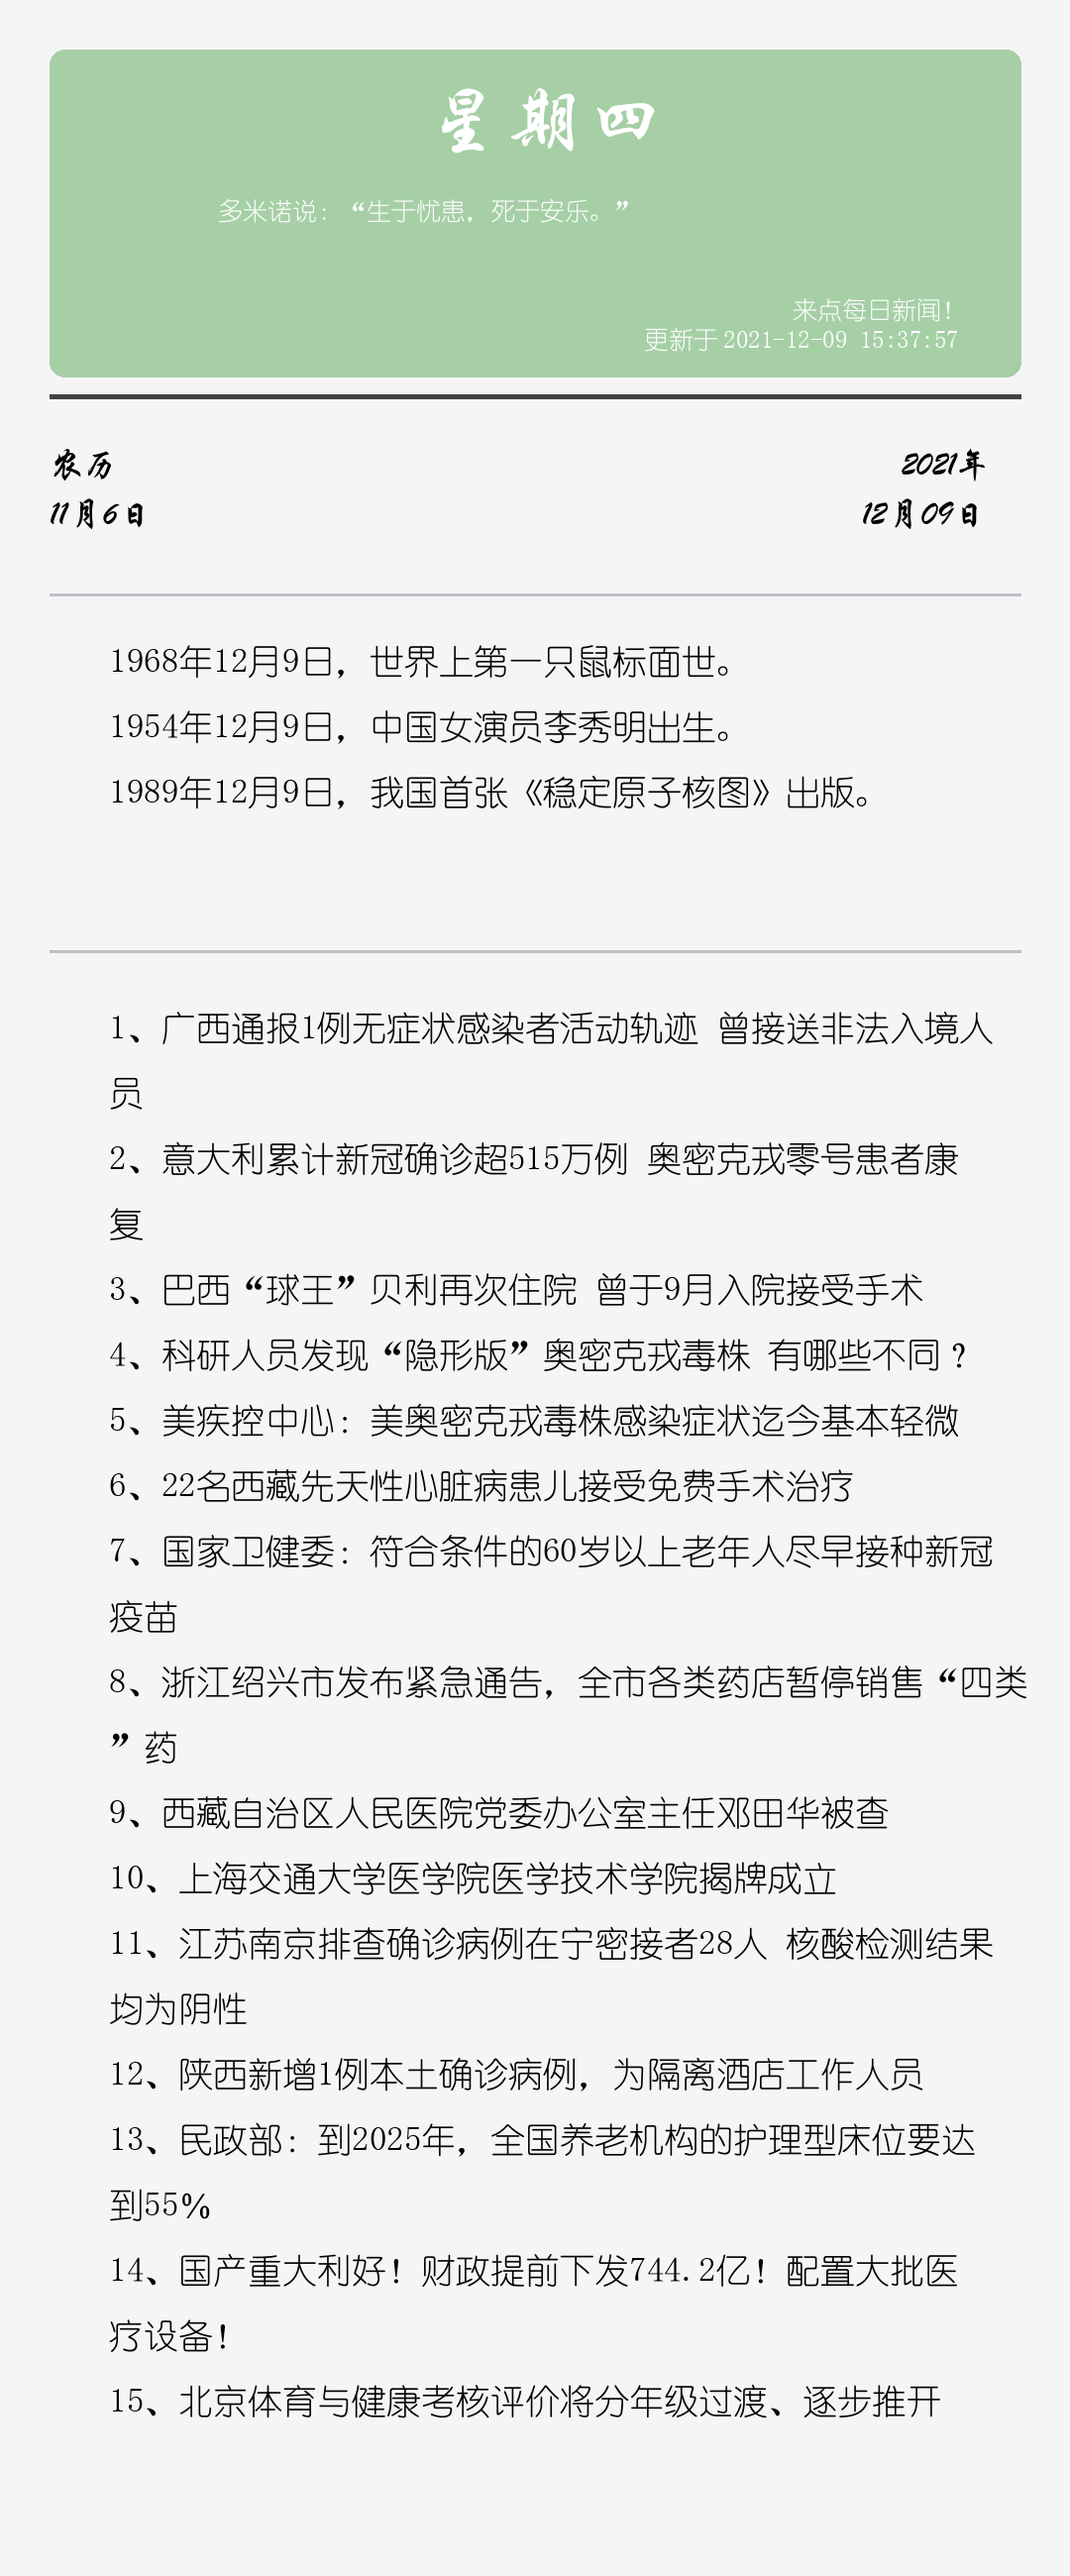 星期四
多米诺说：“生于忧患，死于安乐。”
来点每日新闻！
更新于 2021-12-09 15:37:57
农历
2021年
11月6日
12月09日
1968年12月9日，世界上第一只鼠标面世。
1954年12月9日，中国女演员李秀明出生。
1989年12月9日，我国首张《稳定原子核图》出版。
1、广西通报1例无症状感染者活动轨迹 曾接送非法入境人
员
2、意大利累计新冠确诊超515万例 奥密克戎零号患者康
复
3、巴西“球王”贝利再次住院 曾于9月入院接受手术
4、科研人员发现“隐形版”奥密克戎毒株 有哪些不同？
5、美疾控中心：美奥密克戎毒株感染症状迄今基本轻微
6、22名西藏先天性心脏病患儿接受免费手术治疗
7、国家卫健委：符合条件的60岁以上老年人尽早接种新冠
疫苗
8、浙江绍兴市发布紧急通告，全市各类药店暂停销售“四类
”药
9、西藏自治区人民医院党委办公室主任邓田华被查
10、上海交通大学医学院医学技术学院揭牌成立
11、江苏南京排查确诊病例在宁密接者28人 核酸检测结果
均为阴性
12、陕西新增1例本土确诊病例，为隔离酒店工作人员
13、民政部：到2025年，全国养老机构的护理型床位要达
到55%
14、国产重大利好！财政提前下发744.2亿！配置大批医
疗设备！
15、北京体育与健康考核评价将分年级过渡、逐步推开